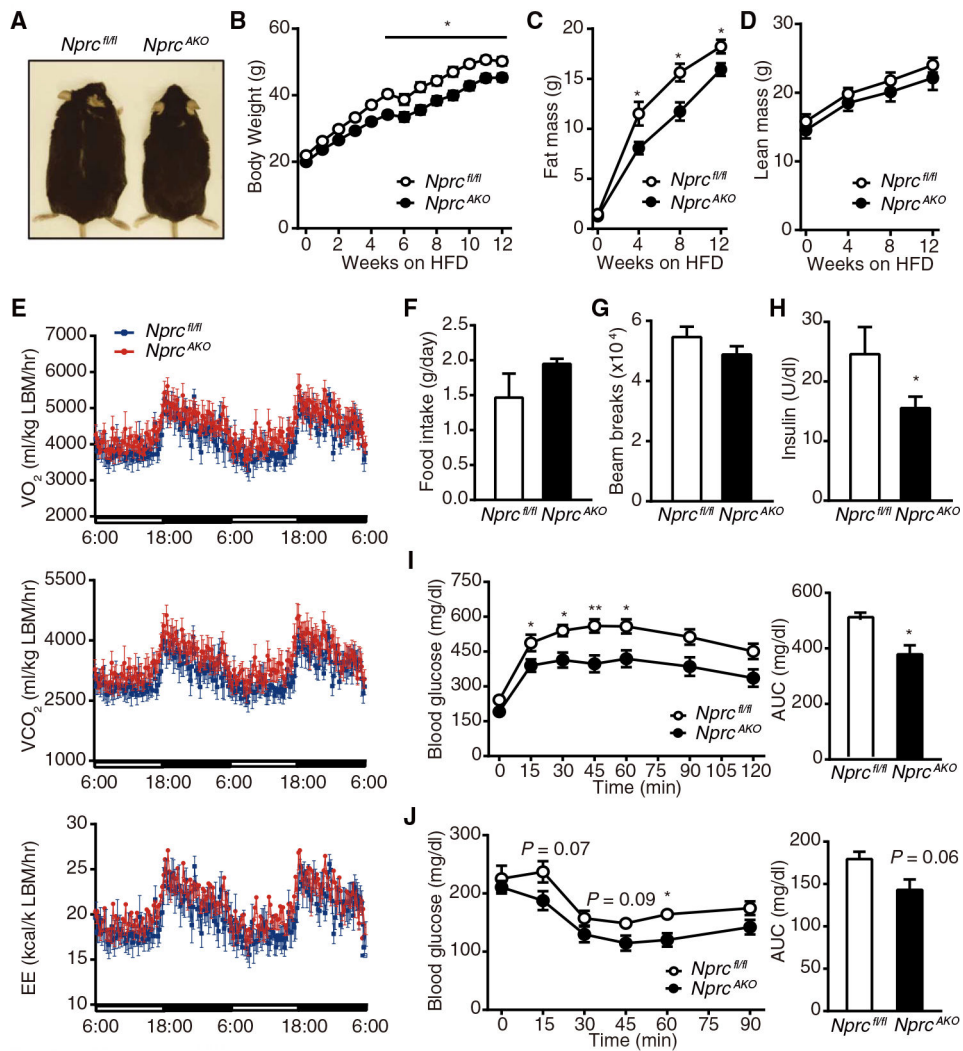 A
Nprc fl/fl Nprc AKO
B
*
Body Weight (g)
60
40
20
0
Nprc fl/fl
Nprc AKO
0 2 4 6 8 10 12
Weeks on HFD
C
Fat mass (g)
20
15
10
5
0
* * *
Nprc fl/fl
Nprc AKO
0 4 8 12
Weeks on HFD
D
Lean mass (g)
30
20
10
0
Nprc fl/fl
Nprc AKO
0 4 8 12
Weeks on HFD
E
Nprc fl/fl
Nprc AKO
VO2 (ml/kg LBM/hr)
7000
6000
5000
4000
3000
2000
6:00 18:00 6:00 18:00 6:00
VCO2 (ml/kg LBM/hr)
5500
4000
2500
1000
6:00 18:00 6:00 18:00 6:00
EE (kcal/k LBM/hr)
30
25
20
15
10
6:00 18:00 6:00 18:00 6:00
F
Food intake (g/day)
2.5
2.0
1.5
1.0
0.5
0.0
Nprc fl/fl Nprc AKO
G
Beam breaks (x10⁴)
8
6
4
2
0
Nprc fl/fl Nprc AKO
H
Insulin (U/dl)
30
20
10
0
*
Nprc fl/fl Nprc AKO
I
Blood glucose (mg/dl)
750
600
450
300
150
0
* * ** *
Nprc fl/fl
Nprc AKO
0 15 30 45 60 75 90 105 120
Time (min)
AUC (mg/dl)
600
400
200
0
*
Nprc fl/fl Nprc AKO
J
Blood glucose (mg/dl)
300
200
100
0
P = 0.07
P = 0.09 *
Nprc fl/fl
Nprc AKO
0 15 30 45 60 75 90
Time (min)
AUC (mg/dl)
200
150
100
50
0
P = 0.06
Nprc fl/fl Nprc AKO